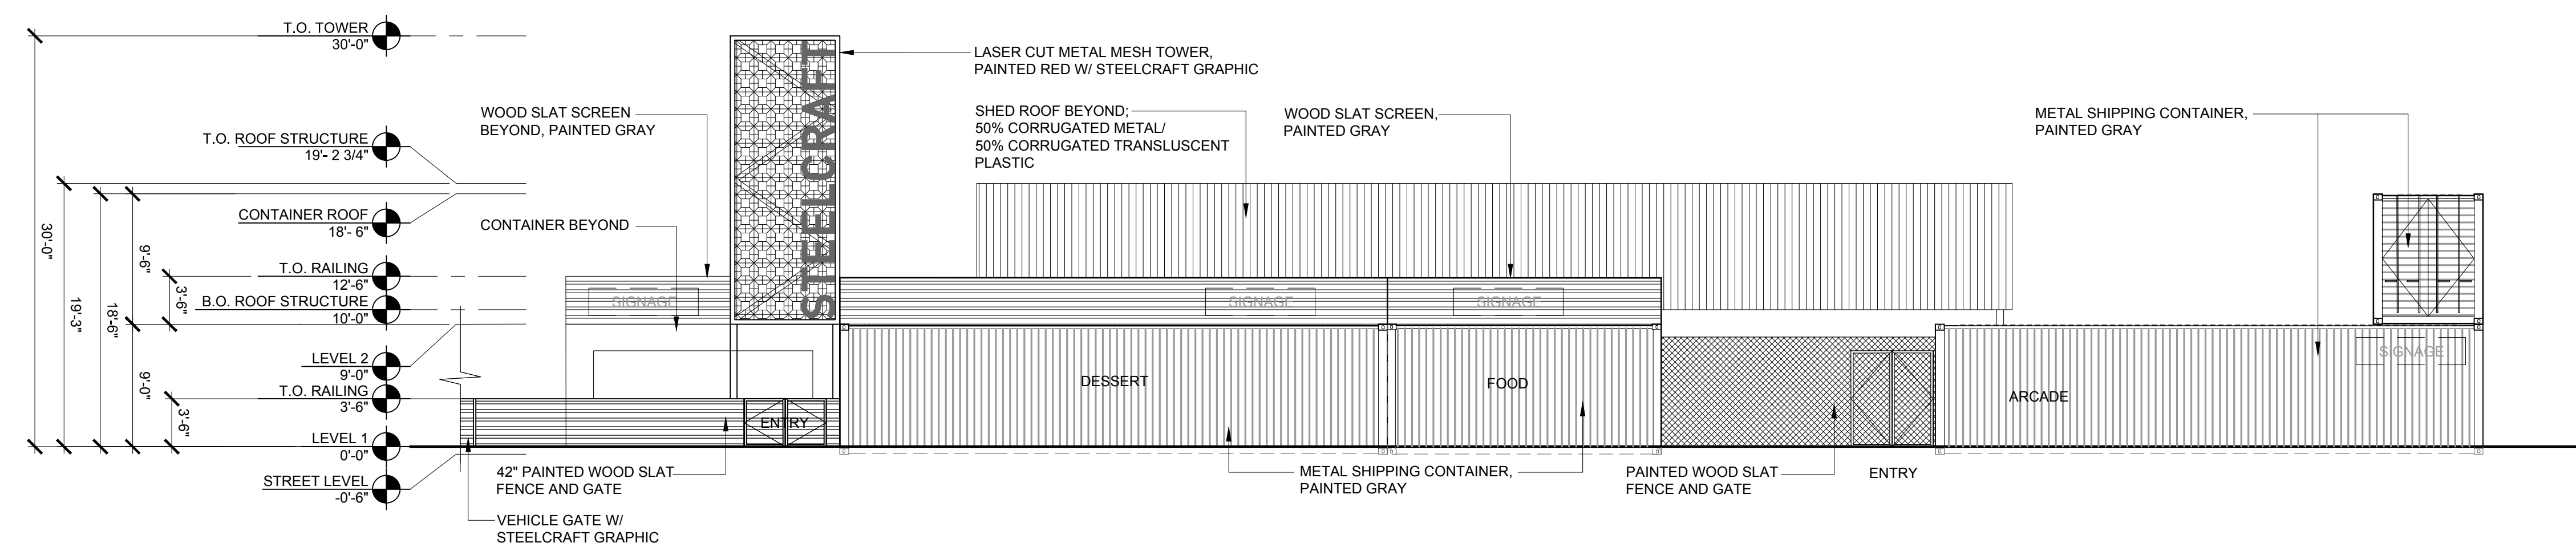 T.O. TOWER
30'-0"
T.O. ROOF STRUCTURE
19'- 2 3/4"
CONTAINER ROOF
18'- 6"
T.O. RAILING
12'-6"
B.O. ROOF STRUCTURE
10'-0"
LEVEL 2
9'-0"
T.O. RAILING
3'-6"
LEVEL 1
0'-0"
STREET LEVEL
-0'-6"
30'-0"
19'-3"
18'-6"
9'-6"
9'-0"
3'-6"
3'-6"
WOOD SLAT SCREEN
BEYOND, PAINTED GRAY
CONTAINER BEYOND
STEELCRAFT
LASER CUT METAL MESH TOWER,
PAINTED RED W/ STEELCRAFT GRAPHIC
SHED ROOF BEYOND;
50% CORRUGATED METAL/
50% CORRUGATED TRANSLUSCENT
PLASTIC
WOOD SLAT SCREEN,
PAINTED GRAY
METAL SHIPPING CONTAINER,
PAINTED GRAY
SIGNAGE
SIGNAGE
SIGNAGE
SIGNAGE
DESSERT
FOOD
ARCADE
ENTRY
42" PAINTED WOOD SLAT
FENCE AND GATE
VEHICLE GATE W/
STEELCRAFT GRAPHIC
METAL SHIPPING CONTAINER,
PAINTED GRAY
PAINTED WOOD SLAT
FENCE AND GATE
ENTRY